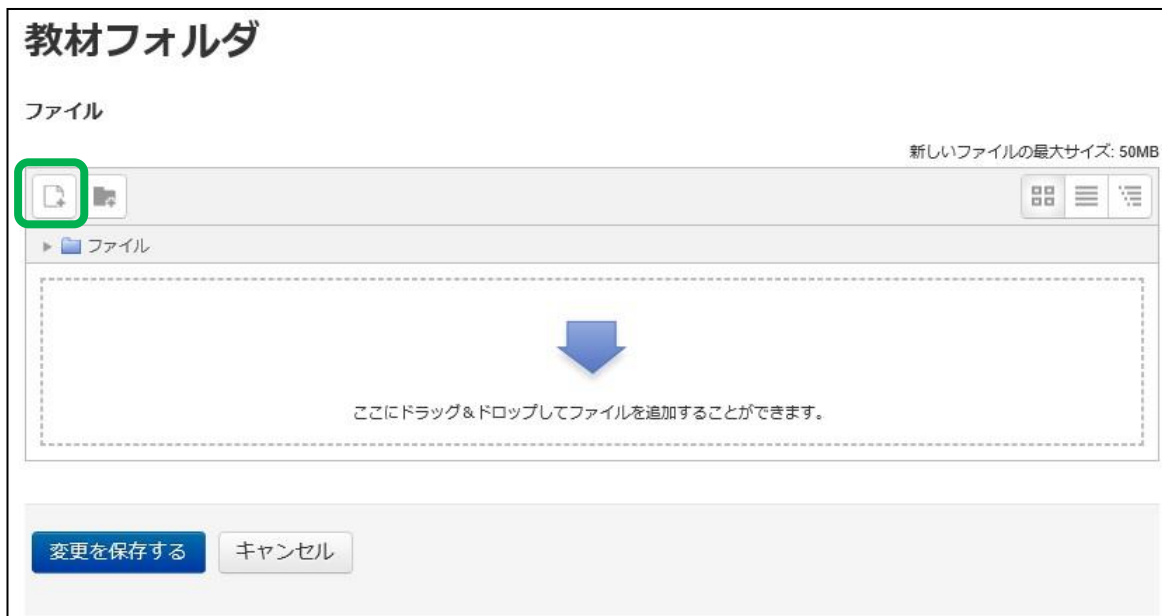 教材フォルダ
ファイル
新しいファイルの最大サイズ: 50MB
ファイル
ここにドラッグ&ドロップしてファイルを追加することができます。
変更を保存する
キャンセル